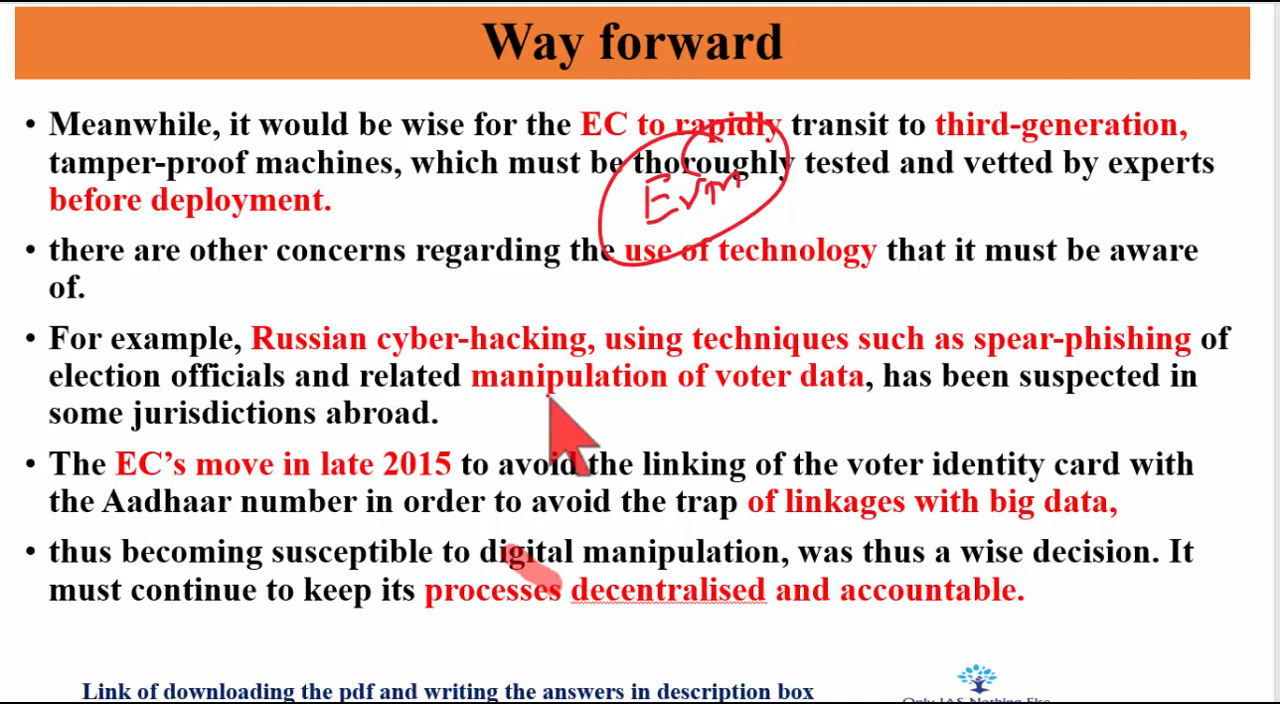 Way forward
• Meanwhile, it would be wise for the EC to rapidly transit to third-generation,
tamper-proof machines, which must be thoroughly tested and vetted by experts
EVM
before deployment.
• there are other concerns regarding the use of technology that it must be aware
of.
• For example, Russian cyber-hacking, using techniques such as spear-phishing of
election officials and related manipulation of voter data, has been suspected in
some jurisdictions abroad.
• The EC’s move in late 2015 to avoid the linking of the voter identity card with
the Aadhaar number in order to avoid the trap of linkages with big data,
• thus becoming susceptible to digital manipulation, was thus a wise decision. It
must continue to keep its processes decentralised and accountable.
Link of downloading the pdf and writing the answers in description box
Only IAS Nothing Else